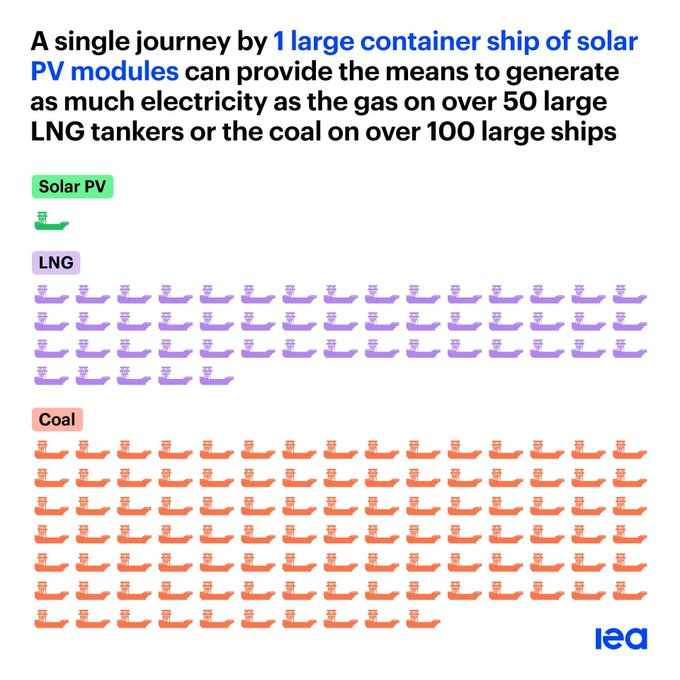 A single journey by 1 large container ship of solar
PV modules can provide the means to generate
as much electricity as the gas on over 50 large
LNG tankers or the coal on over 100 large ships
Solar PV
LNG
Coal
iea